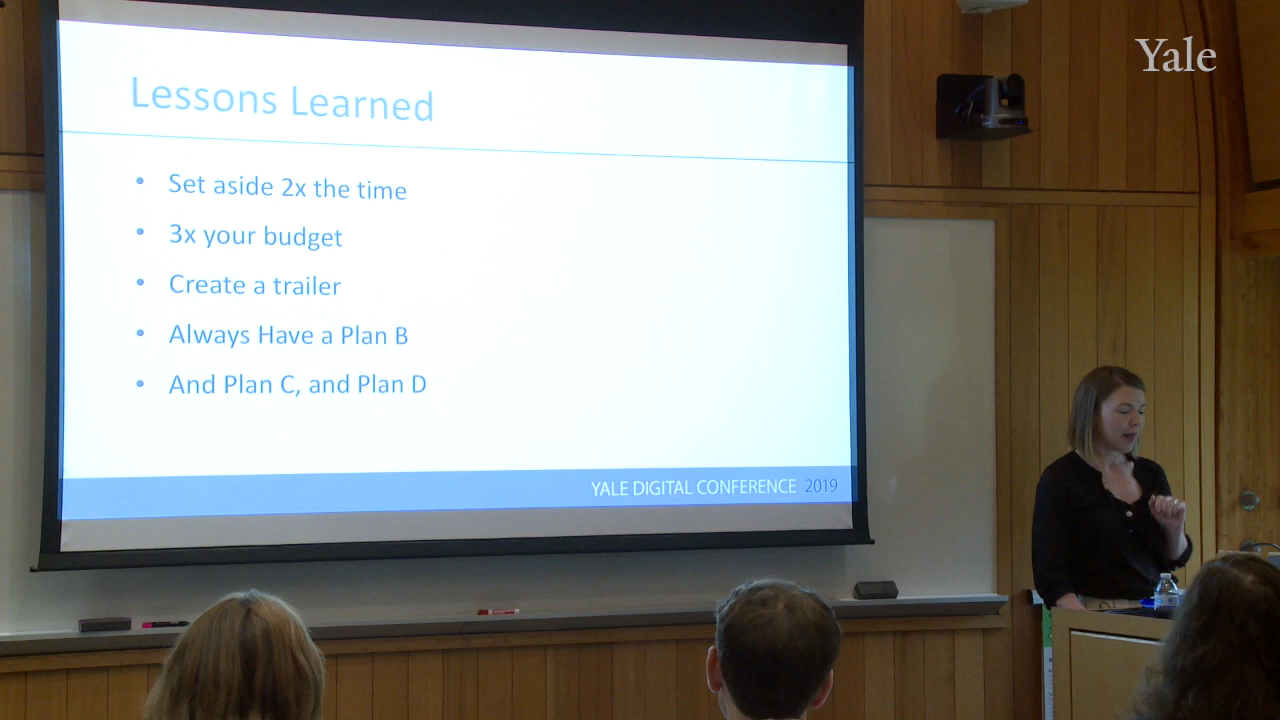 Yale
Lessons Learned
• Set aside 2x the time
• 3x your budget
• Create a trailer
• Always Have a Plan B
• And Plan C, and Plan D
YALE DIGITAL CONFERENCE 2019